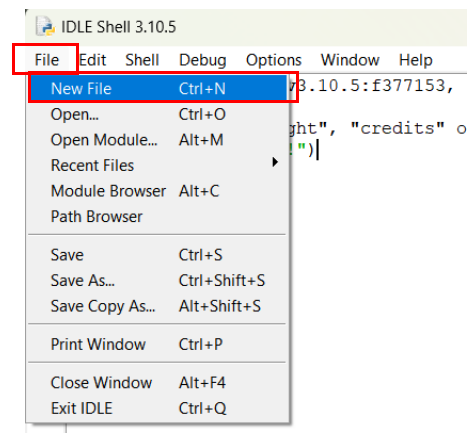 IDLE Shell 3.10.5
File Edit Shell Debug Options Window Help
New File Ctrl+N
3.10.5:f377153,
Open... Ctrl+O
Open Module... Alt+M
ght", "credits" o
Recent Files
!")
Module Browser Alt+C
Path Browser
Save Ctrl+S
Save As... Ctrl+Shift+S
Save Copy As... Alt+Shift+S
Print Window Ctrl+P
Close Window Alt+F4
Exit IDLE Ctrl+Q